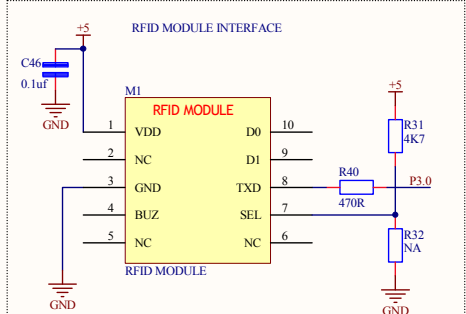 +5
RFID MODULE INTERFACE
C46
0.1uf
GND
M1
RFID MODULE
1 VDD D0 10
2 NC D1 9
3 GND TXD 8
4 BUZ SEL 7
5 NC NC 6
RFID MODULE
GND
+5
R31
4K7
R40
470R
P3.0
R32
NA
GND